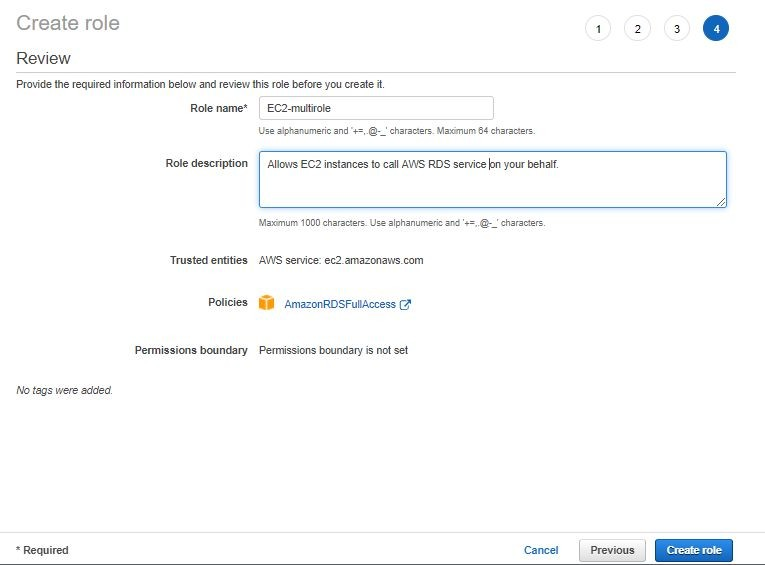 Create role
1 2 3 4
Review
Provide the required information below and review this role before you create it.
Role name* EC2-multirole
Use alphanumeric and '+=,.@-_' characters. Maximum 64 characters.
Role description Allows EC2 instances to call AWS RDS service on your behalf.
Maximum 1000 characters. Use alphanumeric and '+=,.@-_' characters.
Trusted entities AWS service: ec2.amazonaws.com
Policies AmazonRDSFullAccess
Permissions boundary Permissions boundary is not set
No tags were added.
* Required Cancel Previous Create role